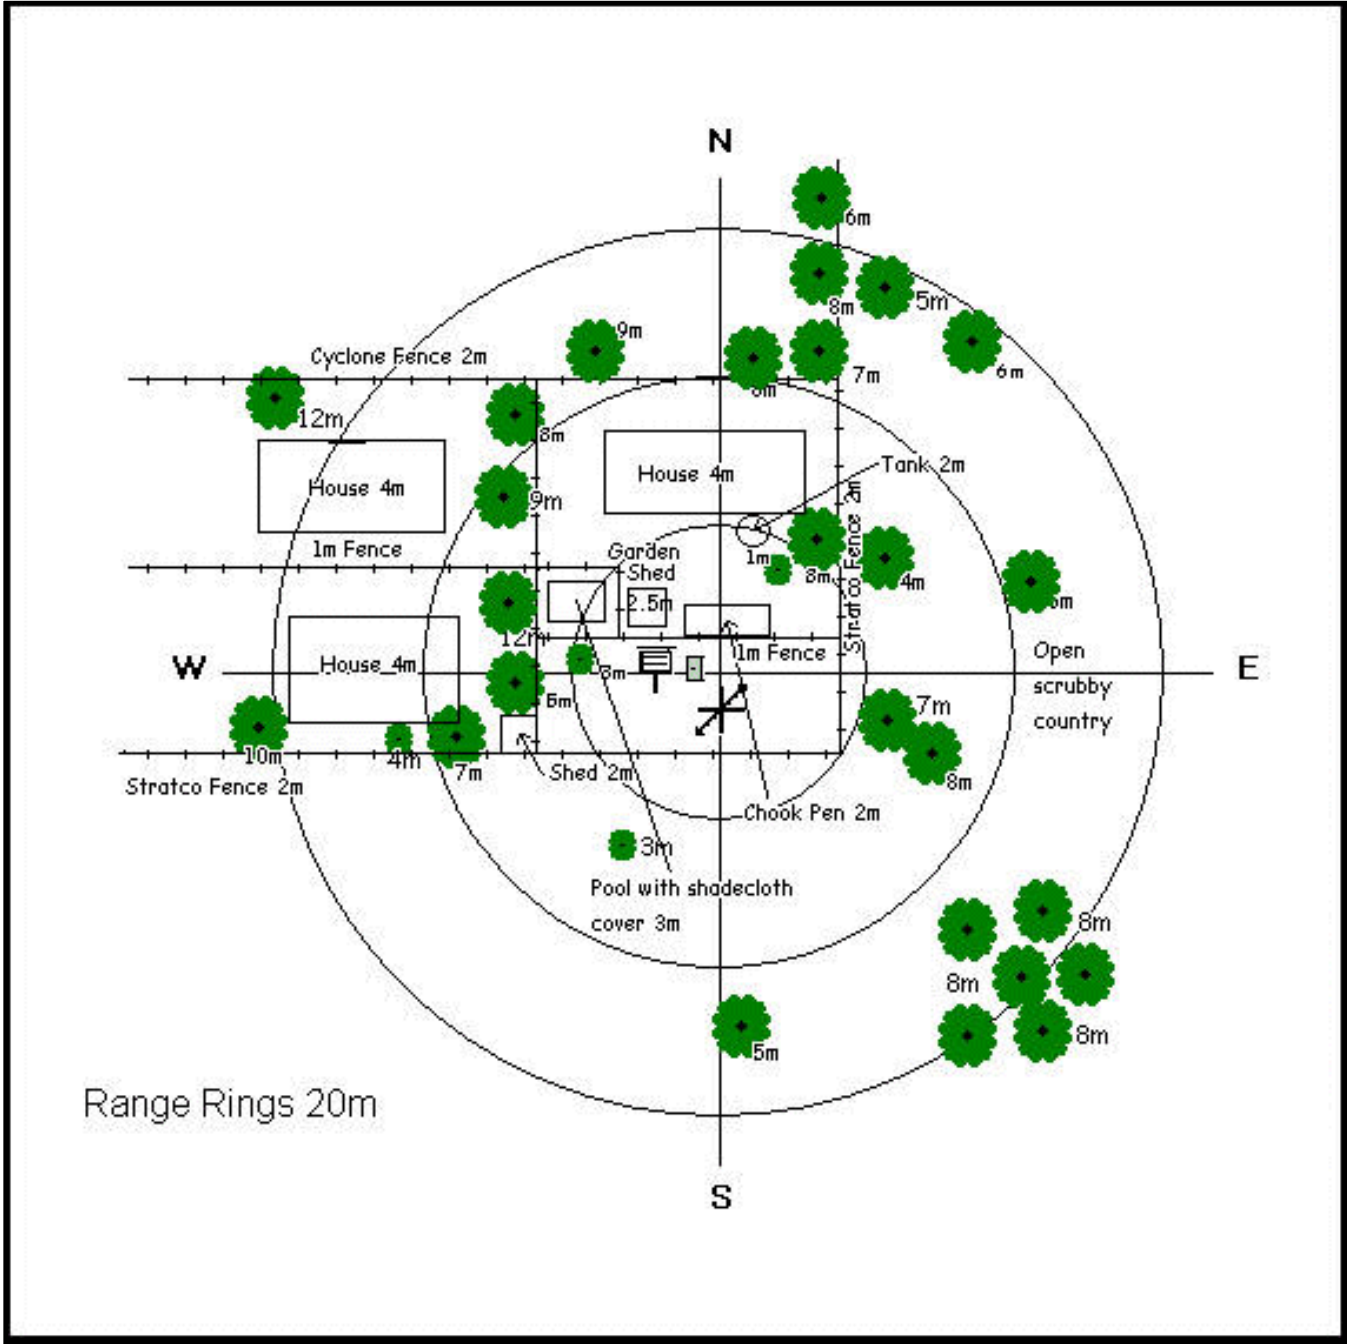 N
6m
8m
5m
9m
6m
Cyclone Fence 2m
7m
12m
8m
House 4m
Tank 2m
House 4m
9m
Stratco Fence 2m
1m Fence
Garden
Shed
2.5m
1m
8m
4m
12m
1m Fence
Open
scrubby
country
W
House 4m
3m
E
7m
10m
4m
7m
Shed 2m
8m
Stratco Fence 2m
Chook Pen 2m
3m
Pool with shadecloth
cover 3m
8m
8m
8m
5m
Range Rings 20m
S